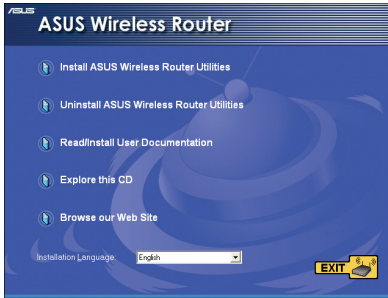 ASUS
ASUS Wireless Router
Install ASUS Wireless Router Utilities
Uninstall ASUS Wireless Router Utilities
Read/Install User Documentation
Explore this CD
Browse our Web Site
Installation Language: English
EXIT